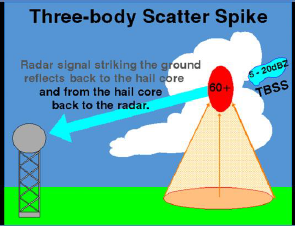 Three-body Scatter Spike
Radar signal striking the ground
reflects back to the hail core
and from the hail core
back to the radar.
60+
5 - 20dBZ
TBSS